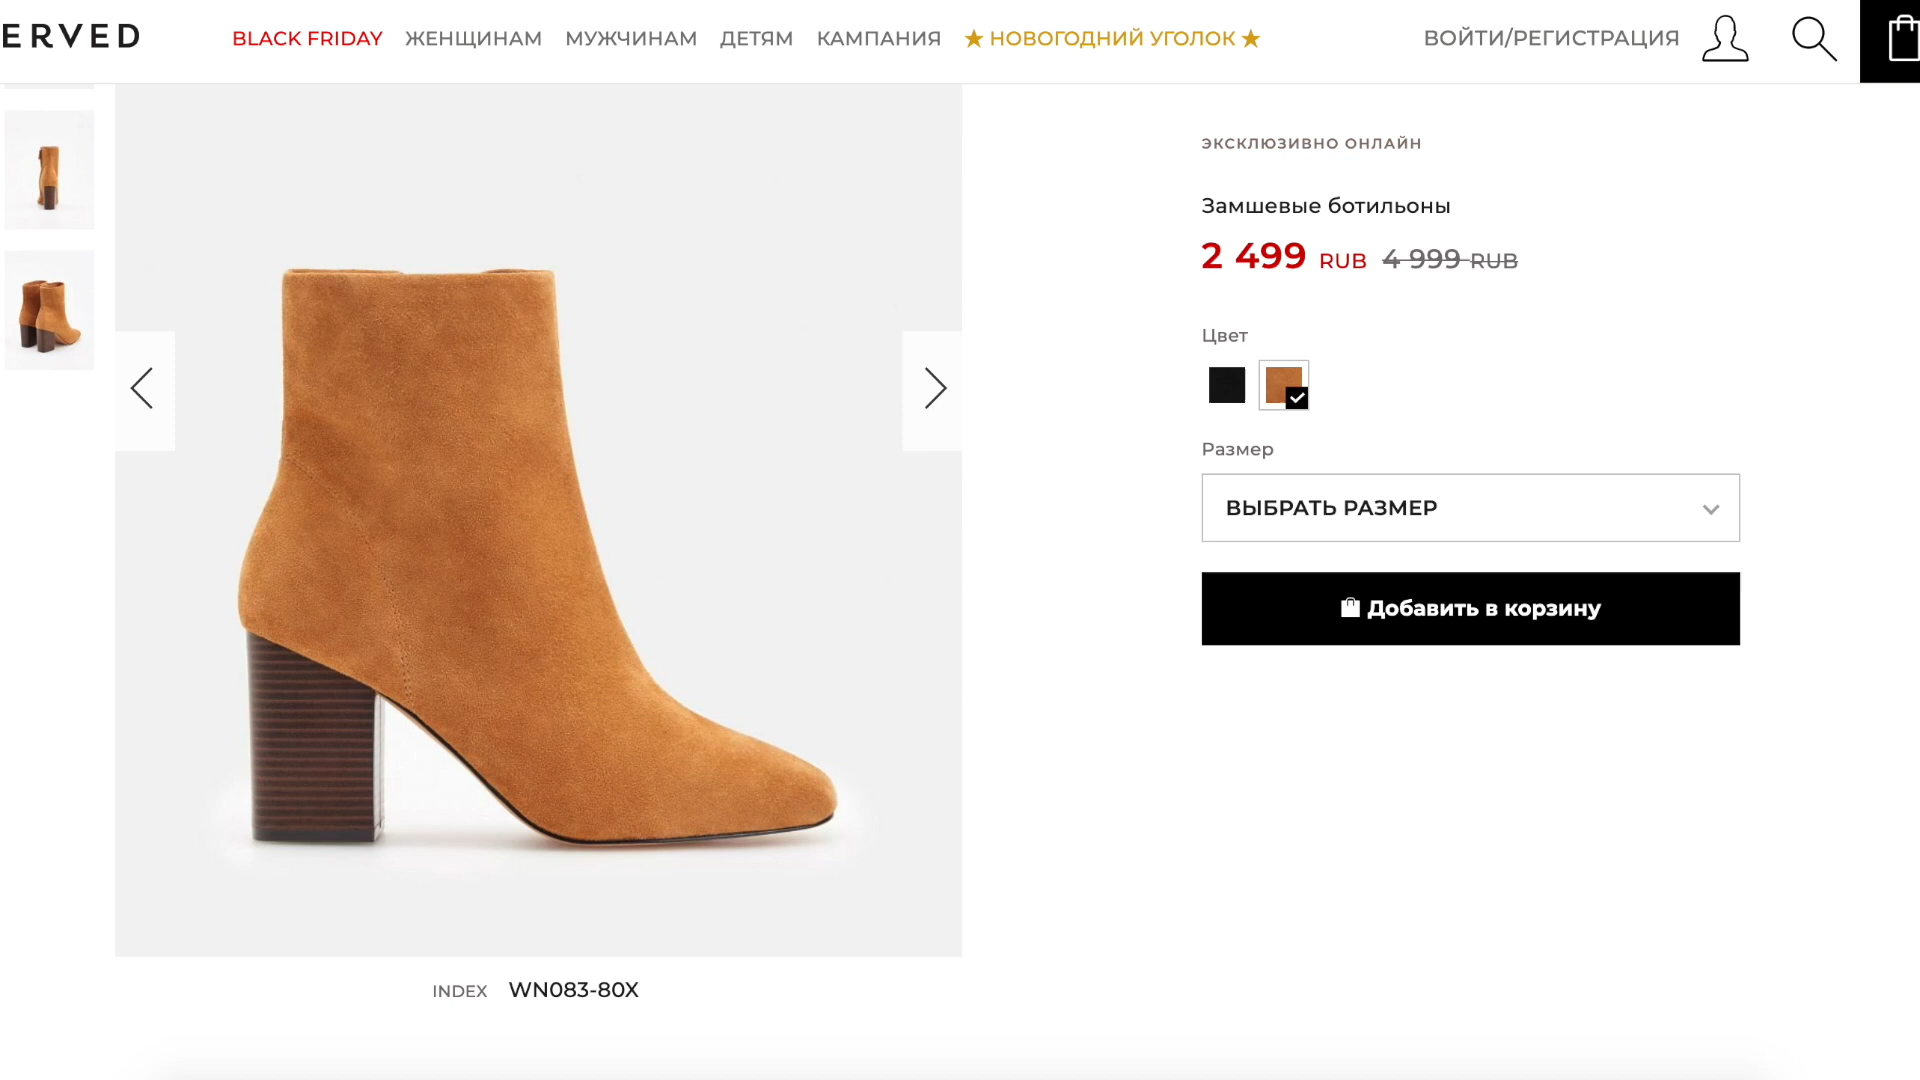 ERVED
BLACK FRIDAY ЖЕНЩИНАМ МУЖЧИНАМ ДЕТЯМ КАМПАНИЯ ★ НОВОГОДНИЙ УГОЛОК ★ ВОЙТИ/РЕГИСТРАЦИЯ
ЭКСКЛЮЗИВНО ОНЛАЙН
Замшевые ботильоны
2 499 RUB 4 999 RUB
Цвет
Размер
ВЫБРАТЬ РАЗМЕР
Добавить в корзину
INDEX WN083-80X